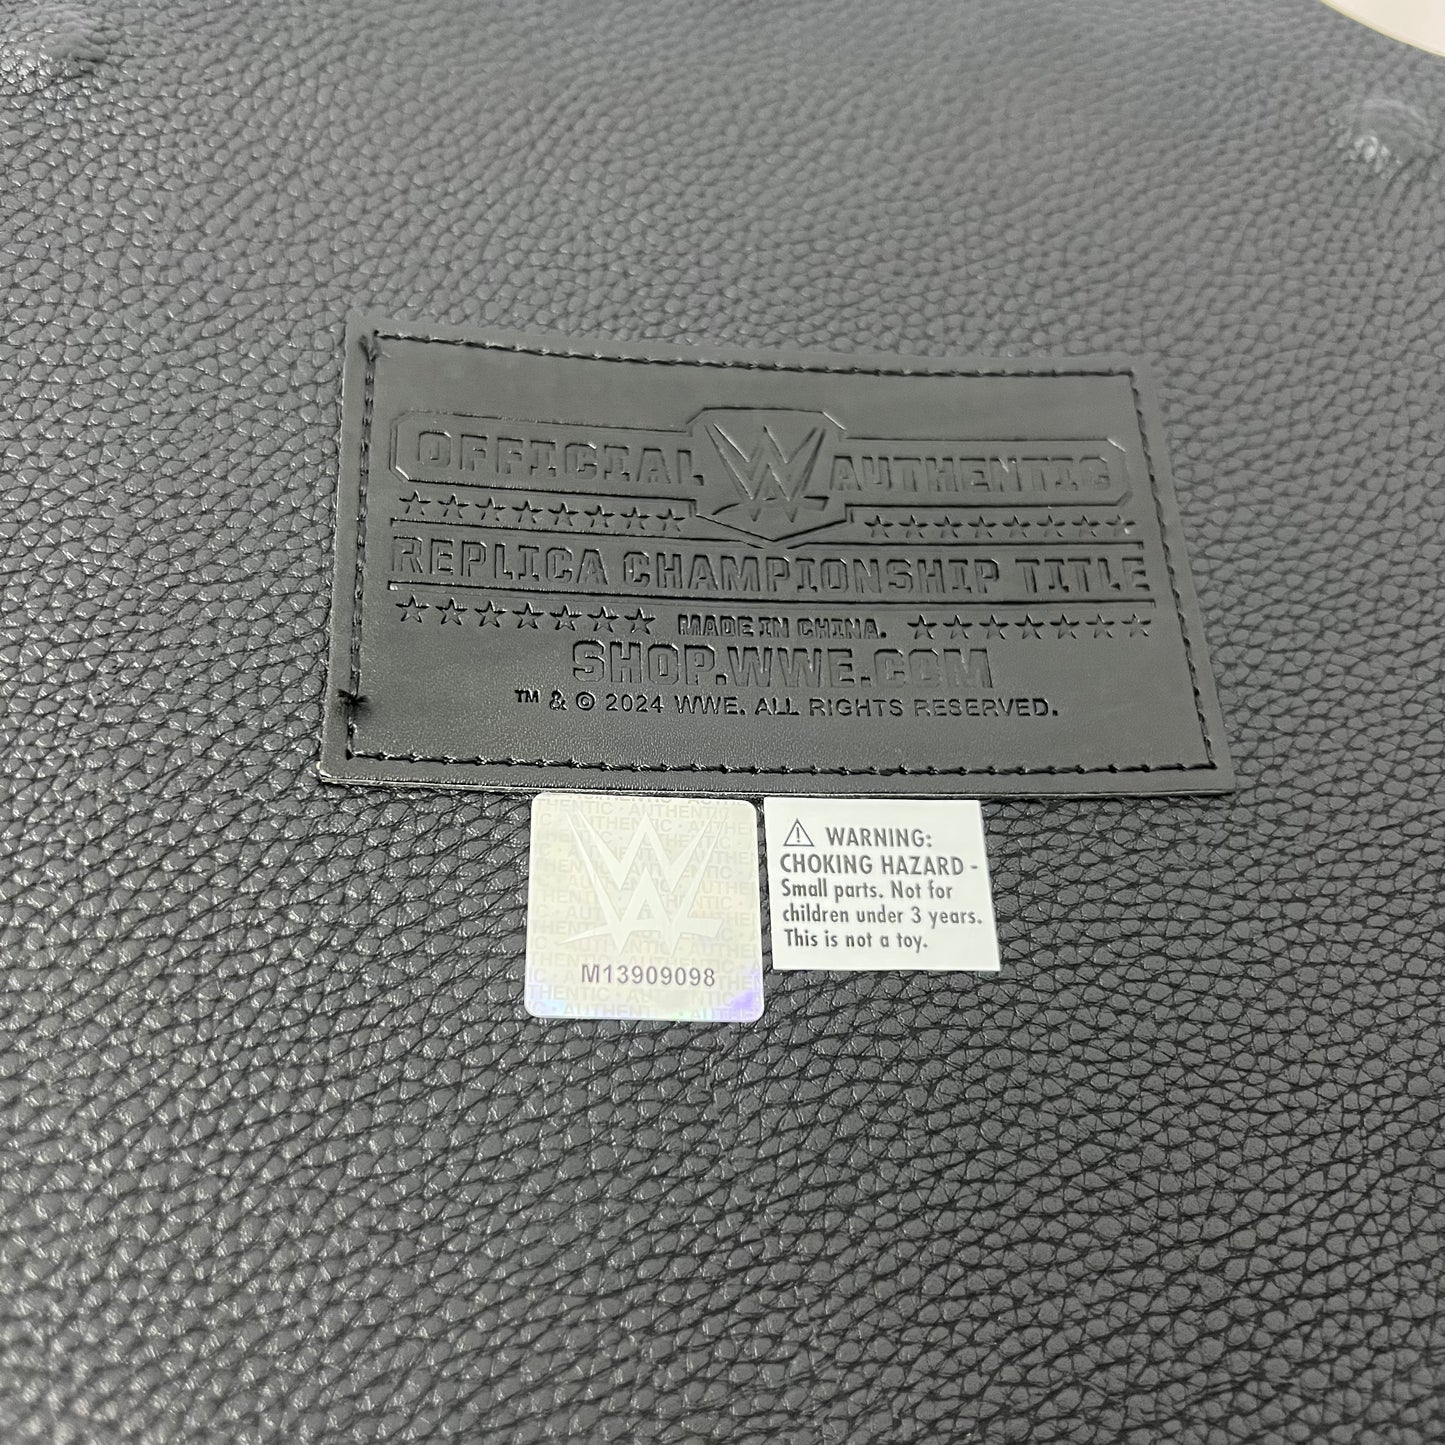 OFFICIAL W AUTHENTIC
REPLICA CHAMPIONSHIP TITLE
MADE IN CHINA.
SHOP.WWE.COM
™ & © 2024 WWE. ALL RIGHTS RESERVED.
M13909098
⚠ WARNING:
CHOKING HAZARD -
Small parts. Not for
children under 3 years.
This is not a toy.